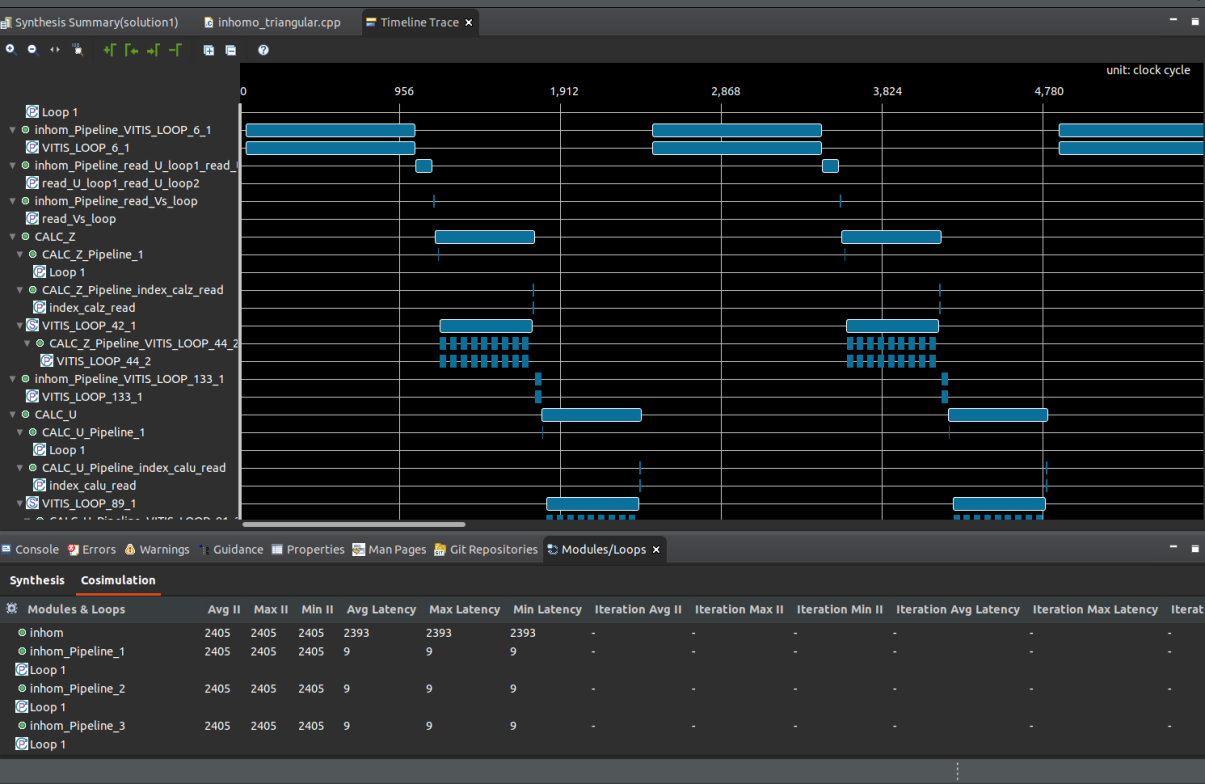 Synthesis Summary(solution1) inhomo_triangular.cpp Timeline Trace
unit: clock cycle
0 956 1,912 2,868 3,824 4,780
Loop 1
inhom_Pipeline_VITIS_LOOP_6_1
VITIS_LOOP_6_1
inhom_Pipeline_read_U_loop1_read_
read_U_loop1_read_U_loop2
inhom_Pipeline_read_Vs_loop
read_Vs_loop
CALC_Z
CALC_Z_Pipeline_1
Loop 1
CALC_Z_Pipeline_index_calz_read
index_calz_read
VITIS_LOOP_42_1
CALC_Z_Pipeline_VITIS_LOOP_44_2
VITIS_LOOP_44_2
inhom_Pipeline_VITIS_LOOP_133_1
VITIS_LOOP_133_1
CALC_U
CALC_U_Pipeline_1
Loop 1
CALC_U_Pipeline_index_calu_read
index_calu_read
VITIS_LOOP_89_1
Console Errors Warnings Guidance Properties Man Pages Git Repositories Modules/Loops
Synthesis Cosimulation
Modules & Loops Avg II Max II Min II Avg Latency Max Latency Min Latency Iteration Avg II Iteration Max II Iteration Min II Iteration Avg Latency Iteration Max Latency Iterat
inhom 2405 2405 2405 2393 2393 2393 - - - - - -
inhom_Pipeline_1 2405 2405 2405 9 9 9 - - - - - -
Loop 1
inhom_Pipeline_2 2405 2405 2405 9 9 9 - - - - - -
Loop 1
inhom_Pipeline_3 2405 2405 2405 9 9 9 - - - - - -
Loop 1